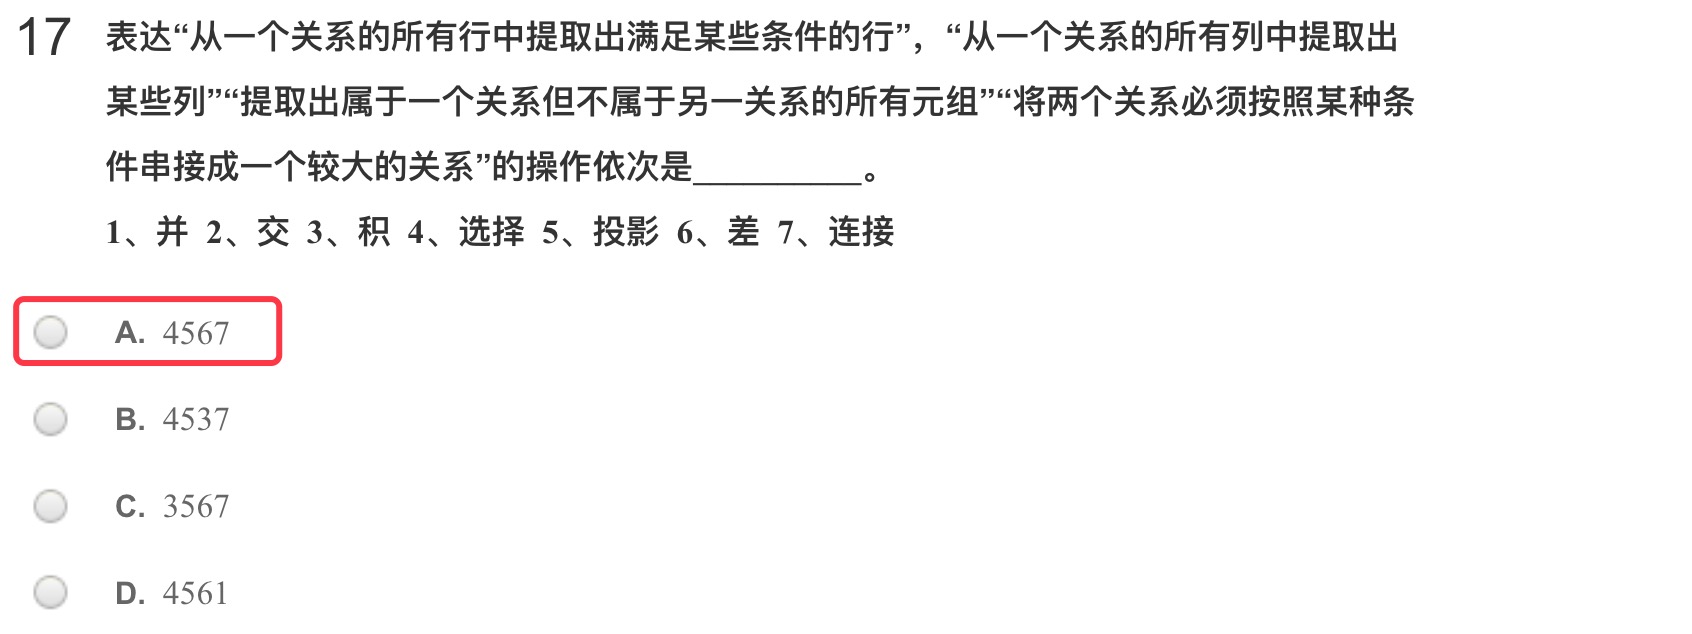 17 表达“从一个关系的所有行中提取出满足某些条件的行”，“从一个关系的所有列中提取出
某些列”“提取出属于一个关系但不属于另一关系的所有元组”“将两个关系必须按照某种条
件串接成一个较大的关系”的操作依次是__________。
1、并 2、交 3、积 4、选择 5、投影 6、差 7、连接
A. 4567
B. 4537
C. 3567
D. 4561